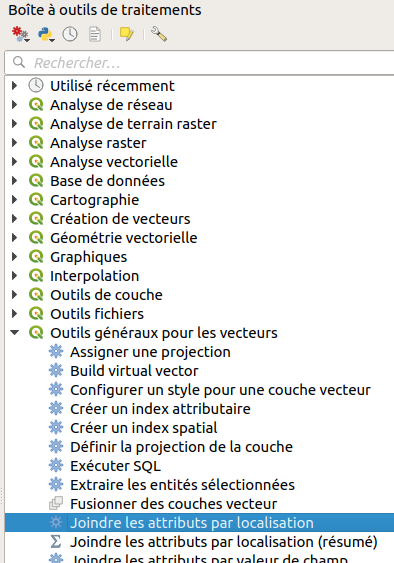 Boîte à outils de traitements
Rechercher...
Utilisé récemment
Analyse de réseau
Analyse de terrain raster
Analyse raster
Analyse vectorielle
Base de données
Cartographie
Création de vecteurs
Géométrie vectorielle
Graphiques
Interpolation
Outils de couche
Outils fichiers
Outils généraux pour les vecteurs
Assigner une projection
Build virtual vector
Configurer un style pour une couche vecteur
Créer un index attributaire
Créer un index spatial
Définir la projection de la couche
Exécuter SQL
Extraire les entités sélectionnées
Fusionner des couches vecteur
Joindre les attributs par localisation
Joindre les attributs par localisation (résumé)
Joindre les attributs par valeur de champ